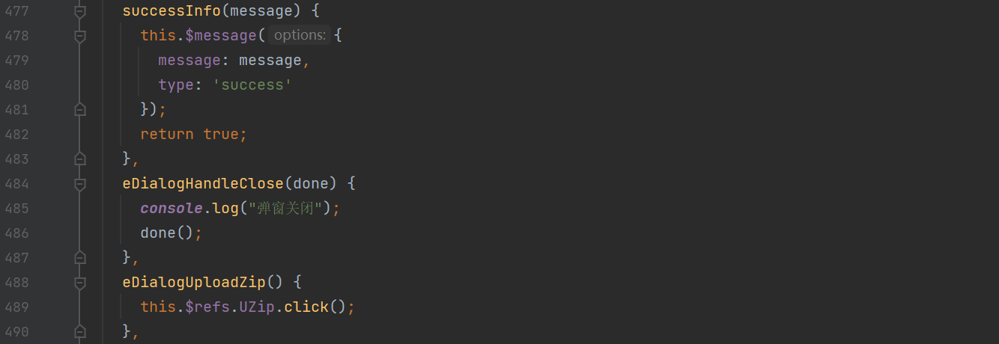 477 successInfo(message) {
478 this.$message( options: {
479 message: message,
480 type: 'success'
481 });
482 return true;
483 },
484 eDialogHandleClose(done) {
485 console.log("弹窗关闭");
486 done();
487 },
488 eDialogUploadZip() {
489 this.$refs.UZip.click();
490 },